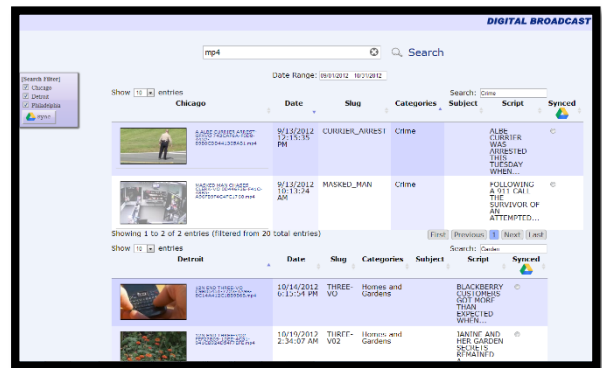 DIGITAL BROADCAST
mp4
Search
Date Range: 09/01/2012 10/31/2012
(Search Filter)
Chicago
Detroit
Philadelphia
sync
Show 10 entries
Search: Crime
Chicago Date Slug Categories Subject Script Synced
9/13/2012 12:15:35 PM CURRIER_ARREST Crime ALBE CURRIER WAS ARRESTED THIS TUESDAY WHEN...
9/13/2012 10:13:24 AM MASKED_MAN Crime FOLLOWING A 911 CALL THE SURVIVOR OF AN ATTEMPTED...
Showing 1 to 2 of 2 entries (filtered from 20 total entries)
First Previous 1 Next Last
Show 10 entries
Search: Garden
Detroit Date Slug Categories Subject Script Synced
10/14/2012 6:15:54 PM THREE-VO Homes and Gardens BLACKBERRY CUSTOMERS GOT MORE THAN EXPECTED WHEN...
10/19/2012 2:34:07 AM THREE-V02 Homes and Gardens JANINE AND HER GARDEN SECRETS REMAINED